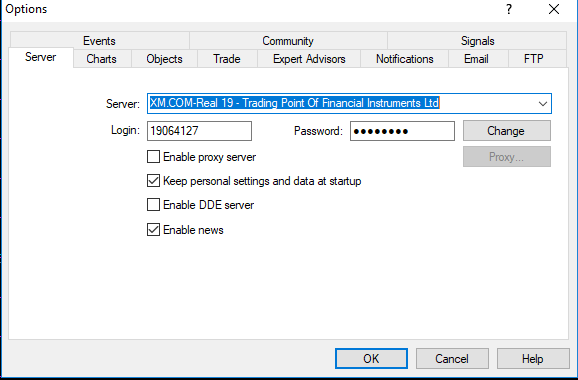 Options
?
Events Community Signals
Server Charts Objects Trade Expert Advisors Notifications Email FTP
Server: XM.COM-Real 19 - Trading Point Of Financial Instruments Ltd
Login: 19064127 Password: ●●●●●●●● Change
Enable proxy server Proxy...
Keep personal settings and data at startup
Enable DDE server
Enable news
OK Cancel Help